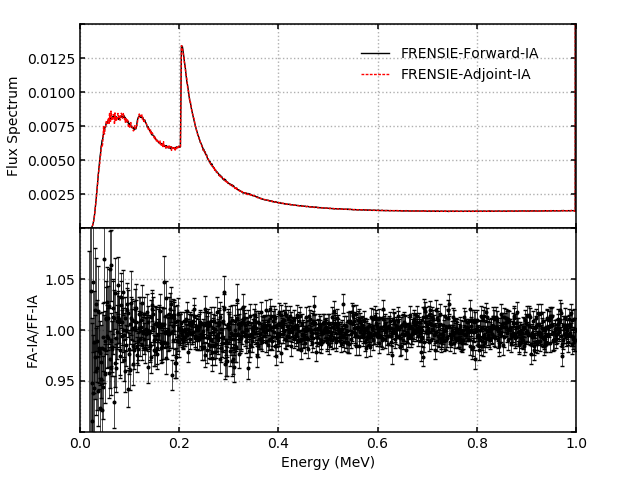 0.0125
0.0100
0.0075
0.0050
0.0025
Flux Spectrum
FRENSIE-Forward-IA
FRENSIE-Adjoint-IA
1.05
1.00
0.95
FA-IA/FF-IA
0.0 0.2 0.4 0.6 0.8 1.0
Energy (MeV)